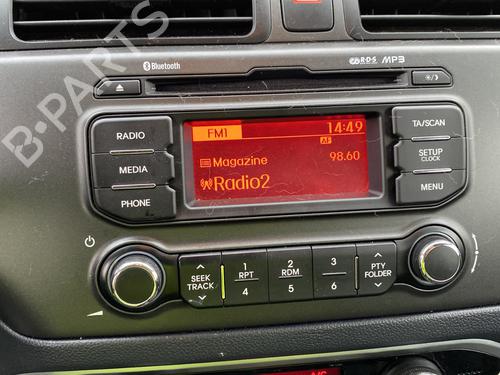 Bluetooth
R·D·S MP3
RADIO
MEDIA
PHONE
FM1 14:49
AF
Magazine 98.60
Radio2
TA/SCAN
SETUP
CLOCK
MENU
SEEK
TRACK
1 RPT 4
2 RDM 5
3 6
PTY
FOLDER
A/C
B-PARTS